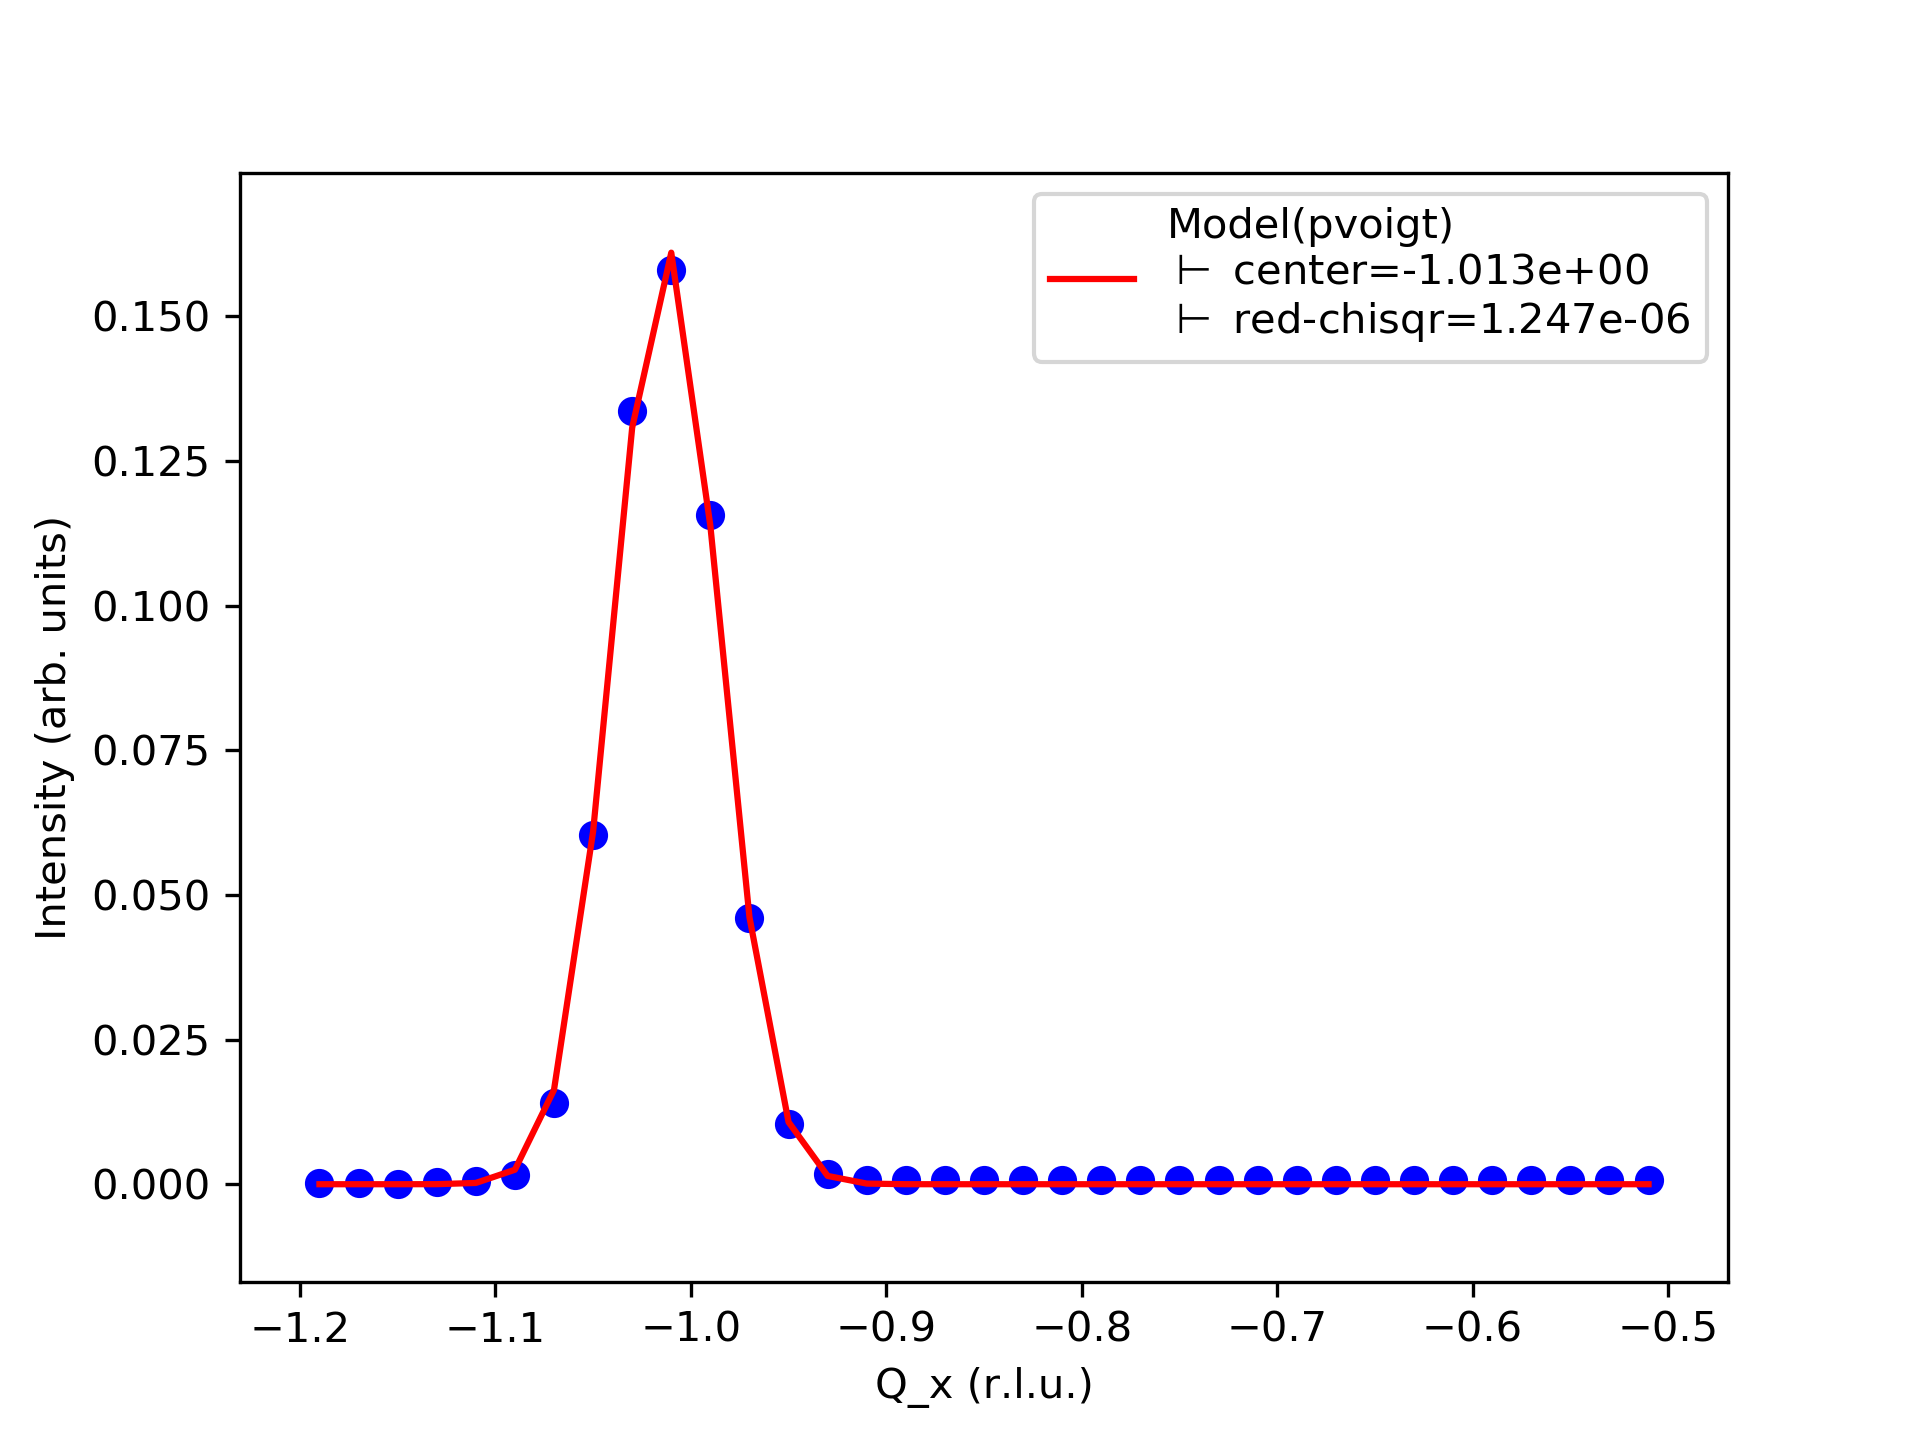 Model(pvoigt)
⊢ center=-1.013e+00
⊢ red-chisqr=1.247e-06
0.150
0.125
0.100
0.075
0.050
0.025
0.000
Intensity (arb. units)
−1.2 −1.1 −1.0 −0.9 −0.8 −0.7 −0.6 −0.5
Q_x (r.l.u.)